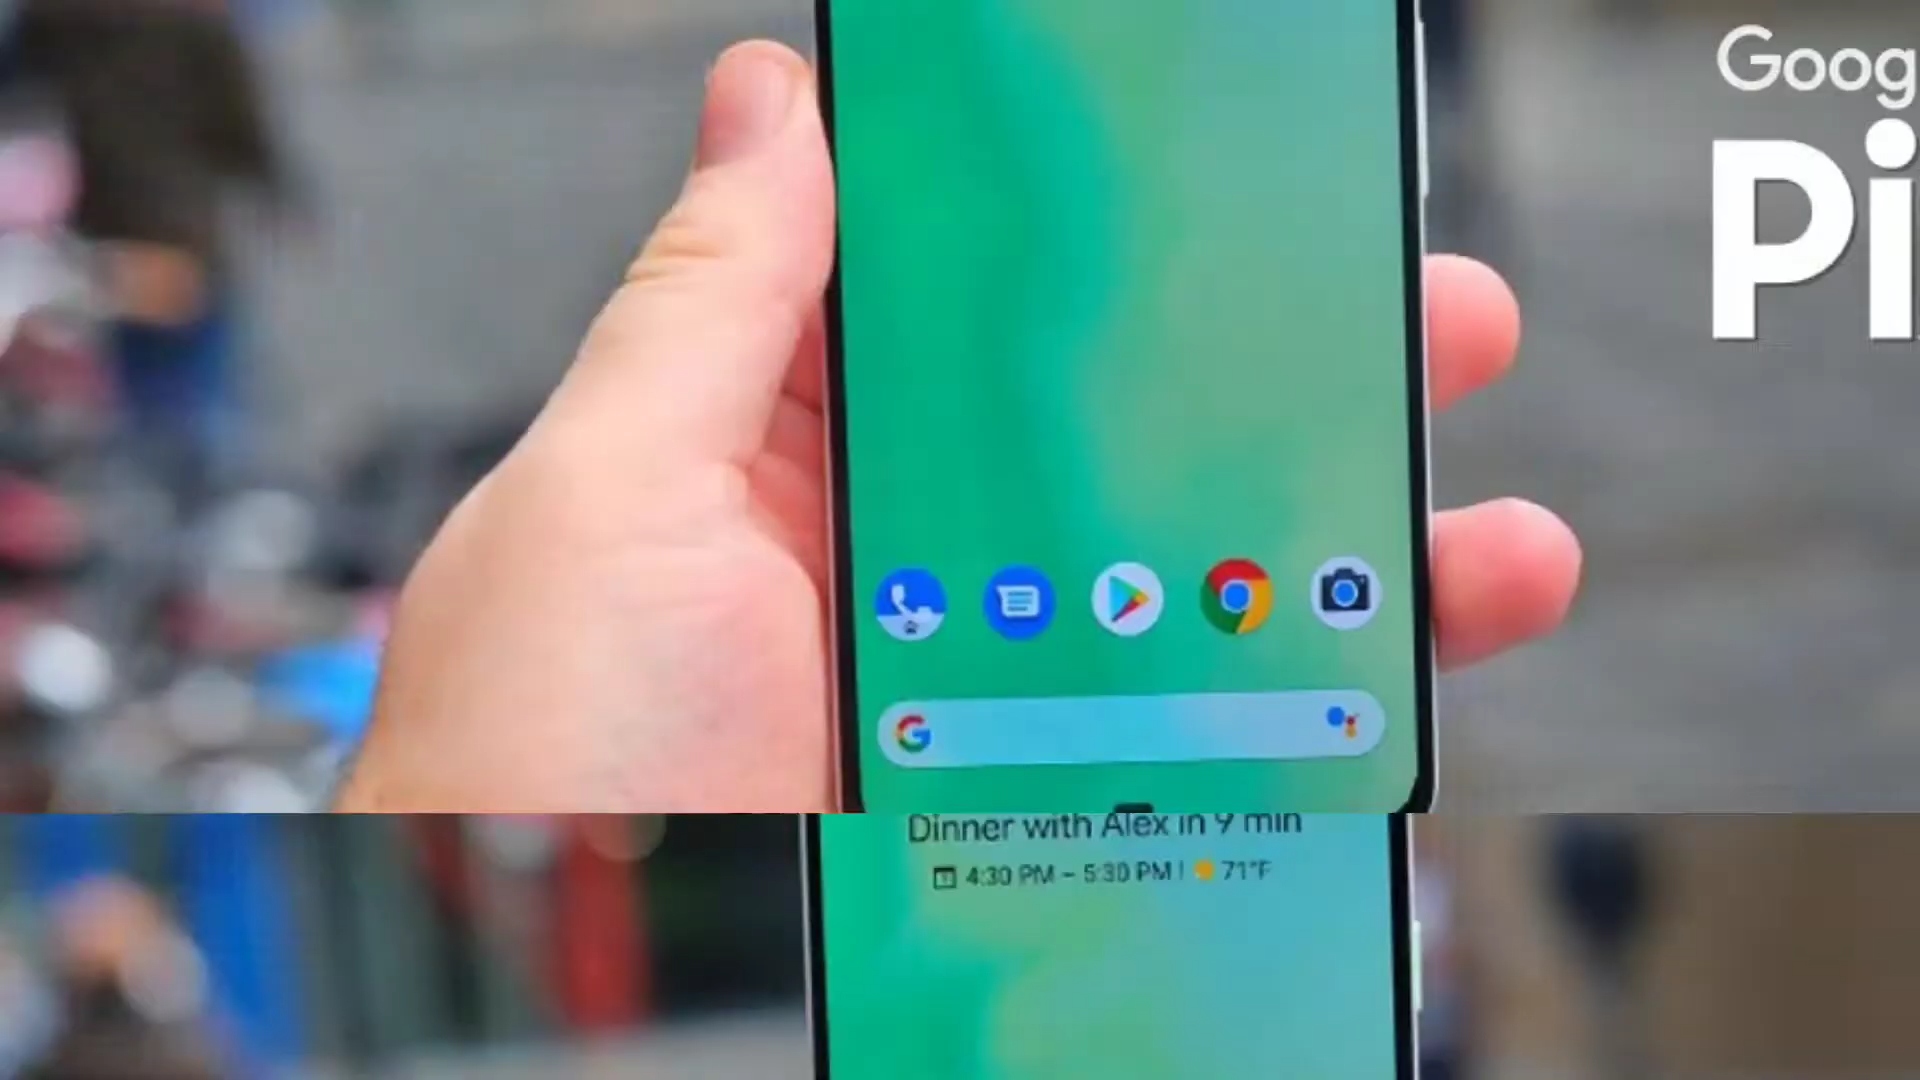 Goog
Pi
Dinner with Alex in 9 min
4:30 PM – 5:30 PM | 71°F